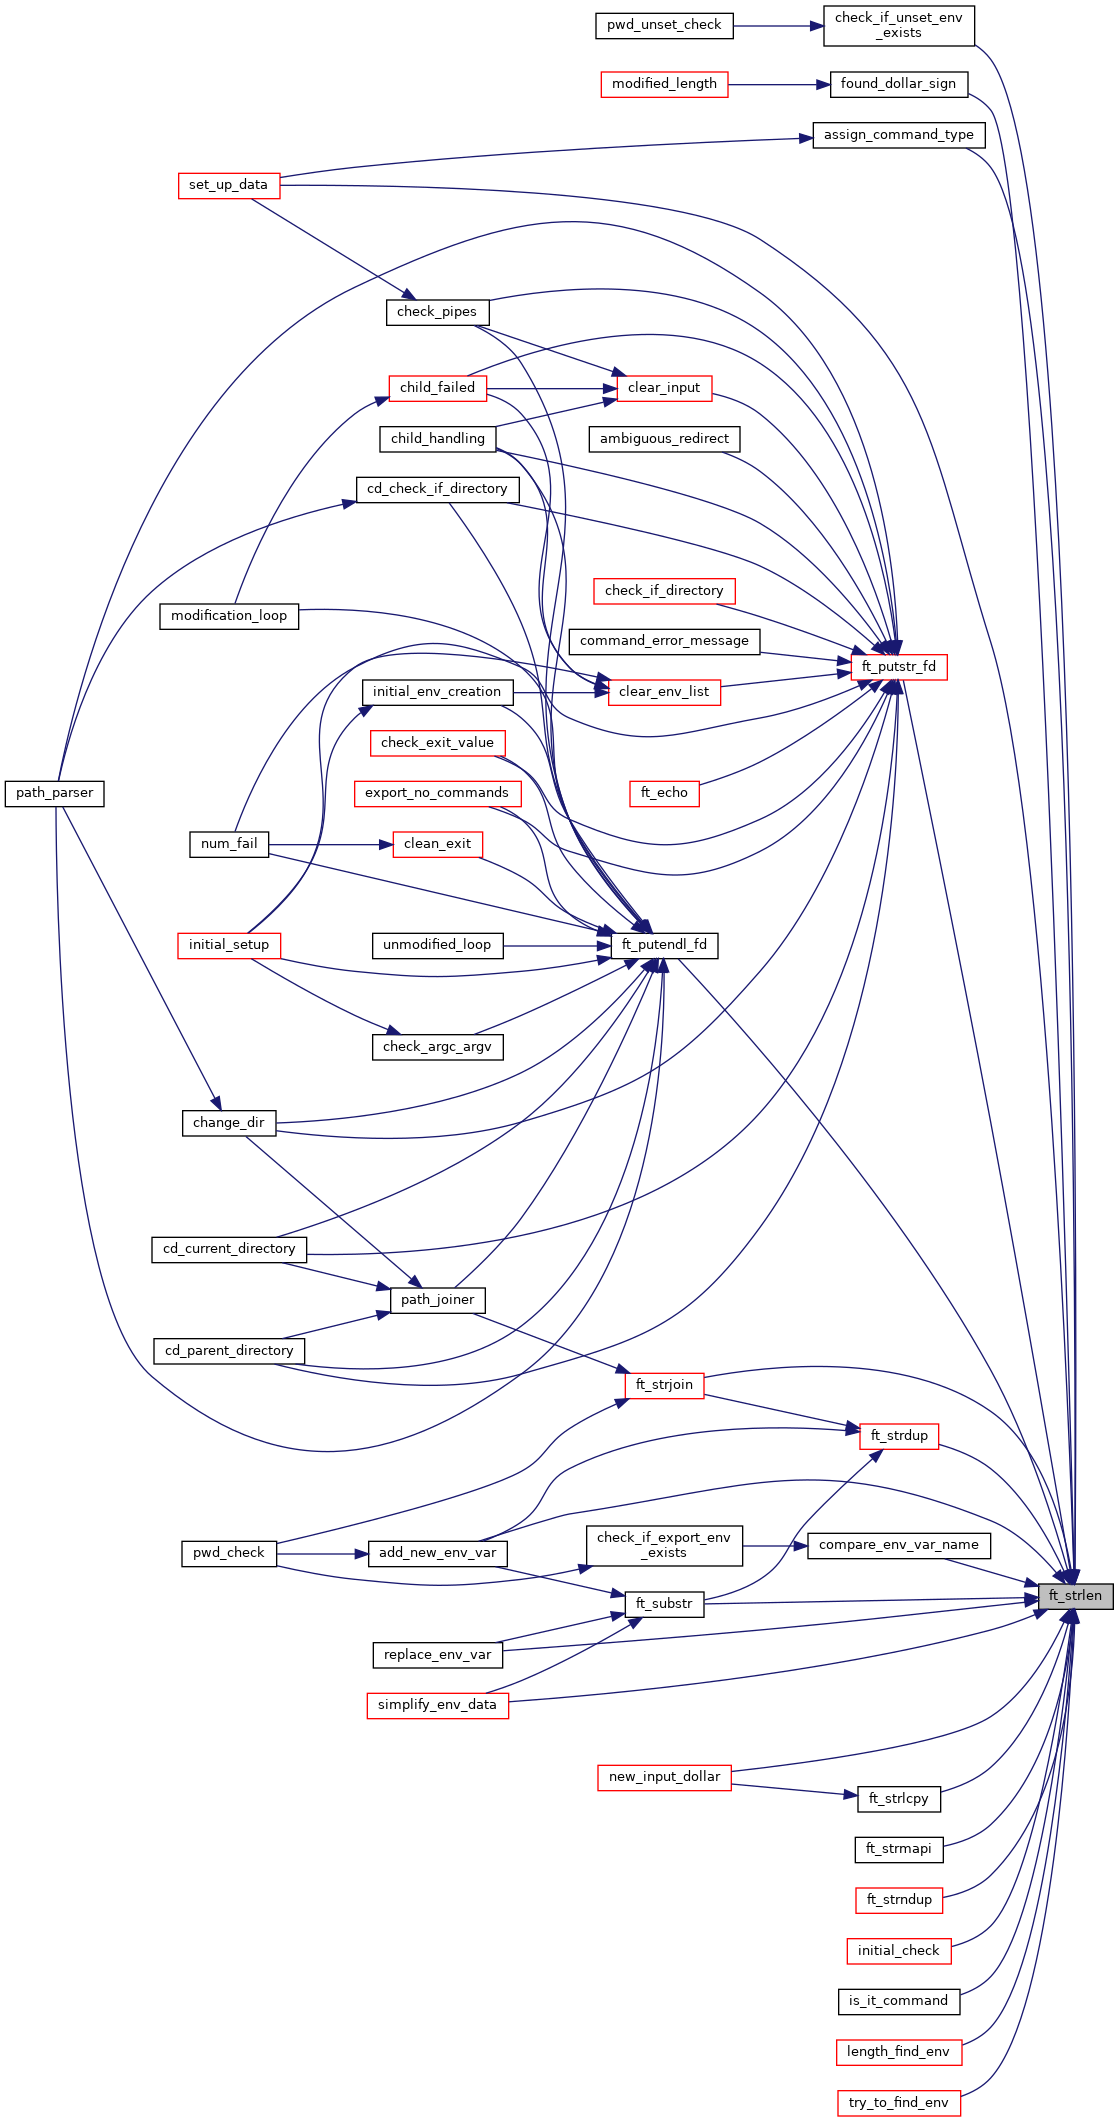 pwd_unset_check
check_if_unset_env
_exists
modified_length
found_dollar_sign
assign_command_type
set_up_data
check_pipes
child_failed
clear_input
child_handling
ambiguous_redirect
cd_check_if_directory
check_if_directory
modification_loop
command_error_message
ft_putstr_fd
initial_env_creation
clear_env_list
check_exit_value
path_parser
export_no_commands
ft_echo
num_fail
clean_exit
initial_setup
unmodified_loop
ft_putendl_fd
check_argc_argv
change_dir
cd_current_directory
path_joiner
cd_parent_directory
ft_strjoin
ft_strdup
pwd_check
add_new_env_var
check_if_export_env
_exists
compare_env_var_name
ft_strlen
ft_substr
replace_env_var
simplify_env_data
new_input_dollar
ft_strlcpy
ft_strmapi
ft_strndup
initial_check
is_it_command
length_find_env
try_to_find_env